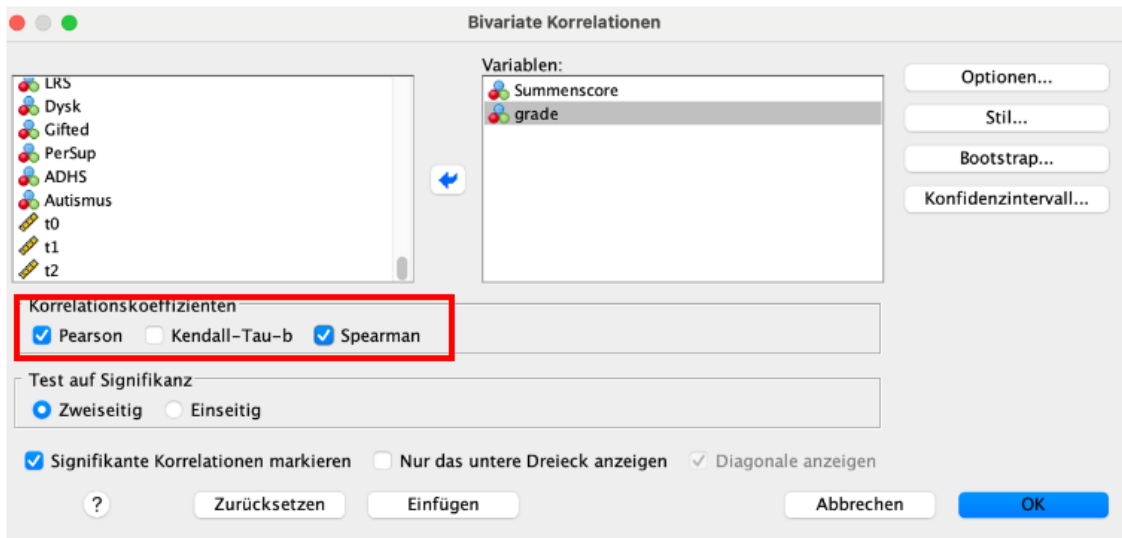 Bivariate Korrelationen
Variablen:
LRS
Dysk
Gifted
PerSup
ADHS
Autismus
t0
t1
t2
Summenscore
grade
Optionen...
Stil...
Bootstrap...
Konfidenzintervall...
Korrelationskoeffizienten
Pearson Kendall-Tau-b Spearman
Test auf Signifikanz
Zweiseitig Einseitig
Signifikante Korrelationen markieren Nur das untere Dreieck anzeigen Diagonale anzeigen
? Zurücksetzen Einfügen Abbrechen OK